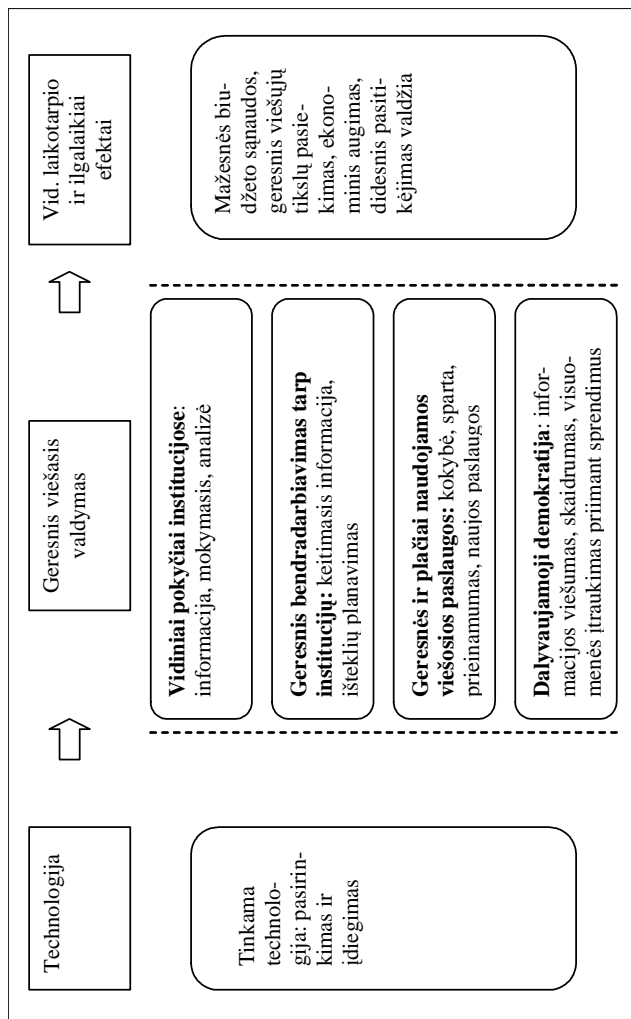 Technologija
Geresnis viešasis
valdymas
Vid. laikotarpio
ir ilgalaikiai
efektai
Tinkama
technolo-
gija: pasirin-
kimas ir
įdiegimas
Vidiniai pokyčiai institucijose:
informacija, mokymasis, analizė
Geresnis bendradarbiavimas tarp
institucijų: keitimasis informacija,
išteklių planavimas
Geresnės ir plačiai naudojamos
viešosios paslaugos: kokybė, sparta,
prieinamumas, naujos paslaugos
Dalyvaujamoji demokratija: infor-
macijos viešumas, skaidrumas, visuo-
menės įtraukimas priimant sprendimus
Mažesnės biu-
džeto sąnaudos,
geresnis viešųjų
tikslų pasie-
kimas, ekono-
minis augimas,
didesnis pasiti-
kėjimas valdžia